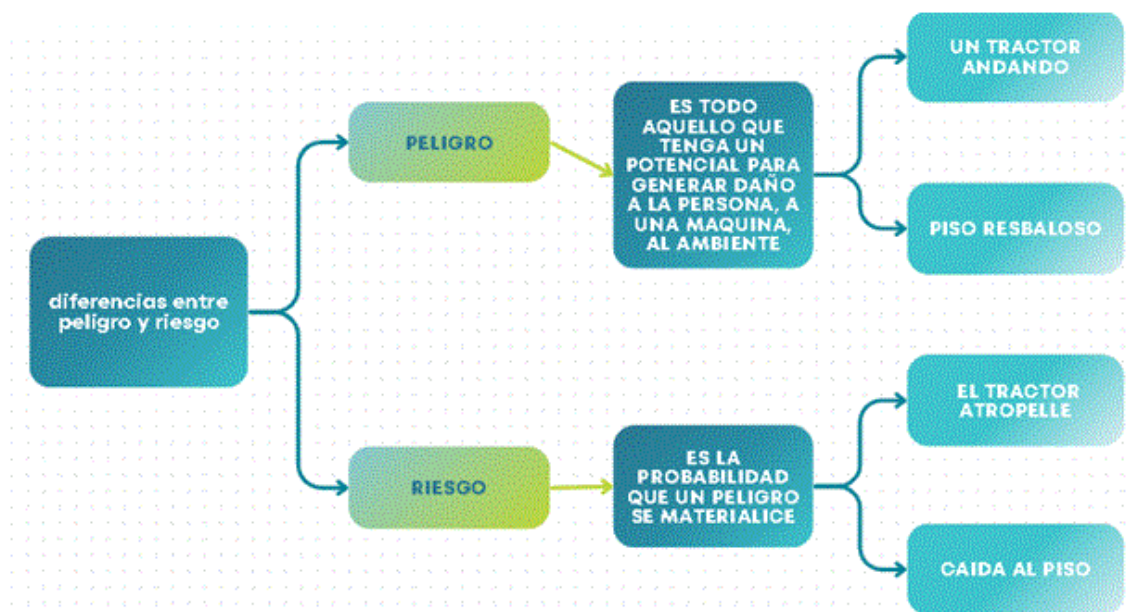 diferencias entre
peligro y riesgo
PELIGRO
ES TODO
AQUELLO QUE
TENGA UN
POTENCIAL PARA
GENERAR DAÑO
A LA PERSONA, A
UNA MAQUINA,
AL AMBIENTE
UN TRACTOR
ANDANDO
PISO RESBALOSO
RIESGO
ES LA
PROBABILIDAD
QUE UN PELIGRO
SE MATERIALICE
EL TRACTOR
ATROPELLE
CAIDA AL PISO